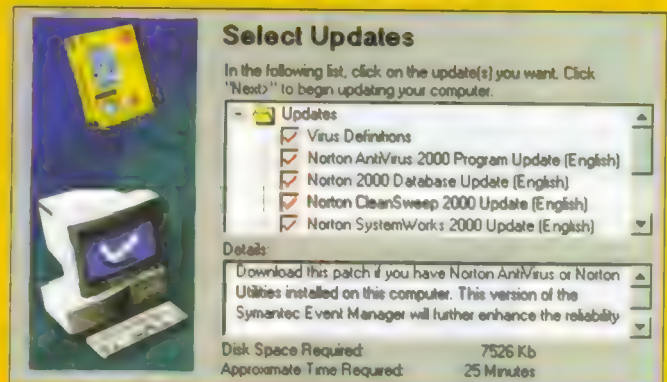 Select Updates
In the following list, click on the update(s) you want. Click
"Next>" to begin updating your computer.
Updates
Virus Definitions
Norton AntiVirus 2000 Program Update (English)
Norton 2000 Database Update (English)
Norton CleanSweep 2000 Update (English)
Norton SystemWorks 2000 Update (English)
Details:
Download this patch if you have Norton AntiVirus or Norton
Utilities installed on this computer. This version of the
Symantec Event Manager will further enhance the reliability
Disk Space Required: 7526 Kb
Approximate Time Required: 25 Minutes